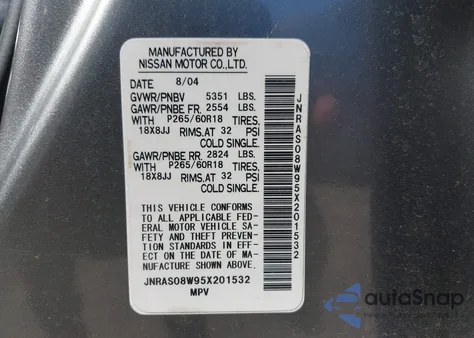 MANUFACTURED BY
NISSAN MOTOR CO.,LTD.
DATE 8/04
GVWR/PNBV 5351 LBS.
GAWR/PNBE FR. 2554 LBS.
WITH P265/60R18 TIRES,
18X8JJ RIMS,AT 32 PSI
COLD SINGLE.
GAWR/PNBE RR. 2824 LBS.
WITH P265/60R18 TIRES,
18X8JJ RIMS,AT 32 PSI
COLD SINGLE.
THIS VEHICLE CONFORMS
TO ALL APPLICABLE FED-
ERAL MOTOR VEHICLE SA-
FETY AND THEFT PREVEN-
TION STANDARDS IN EFF-
ECT ON THE DATE OF MA-
NUFACTURE SHOWN ABOVE.
JNRAS08W95X201532
MPV
JNRAS08W95X201532
autoSnap